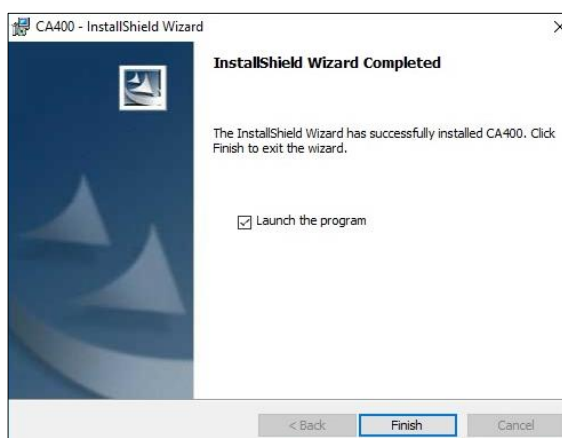 CA400 - InstallShield Wizard
InstallShield Wizard Completed
The InstallShield Wizard has successfully installed CA400. Click
Finish to exit the wizard.
Launch the program
< Back
Finish
Cancel